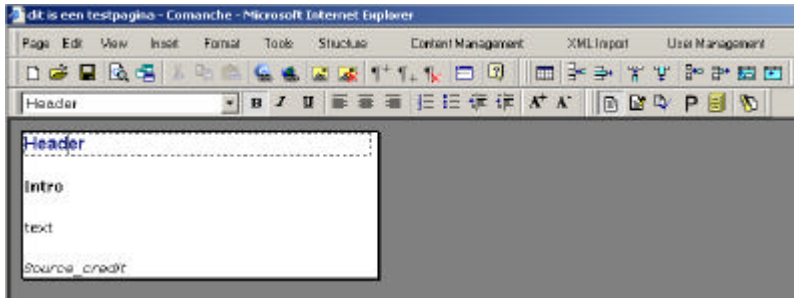 dit is een testpagina - Comanche - Microsoft Internet Explorer
Page Edit View Insert Format Tools Structure Content Management XML Import User Management
Header B I U A+ A- P
Header
Intro
text
Source_credit